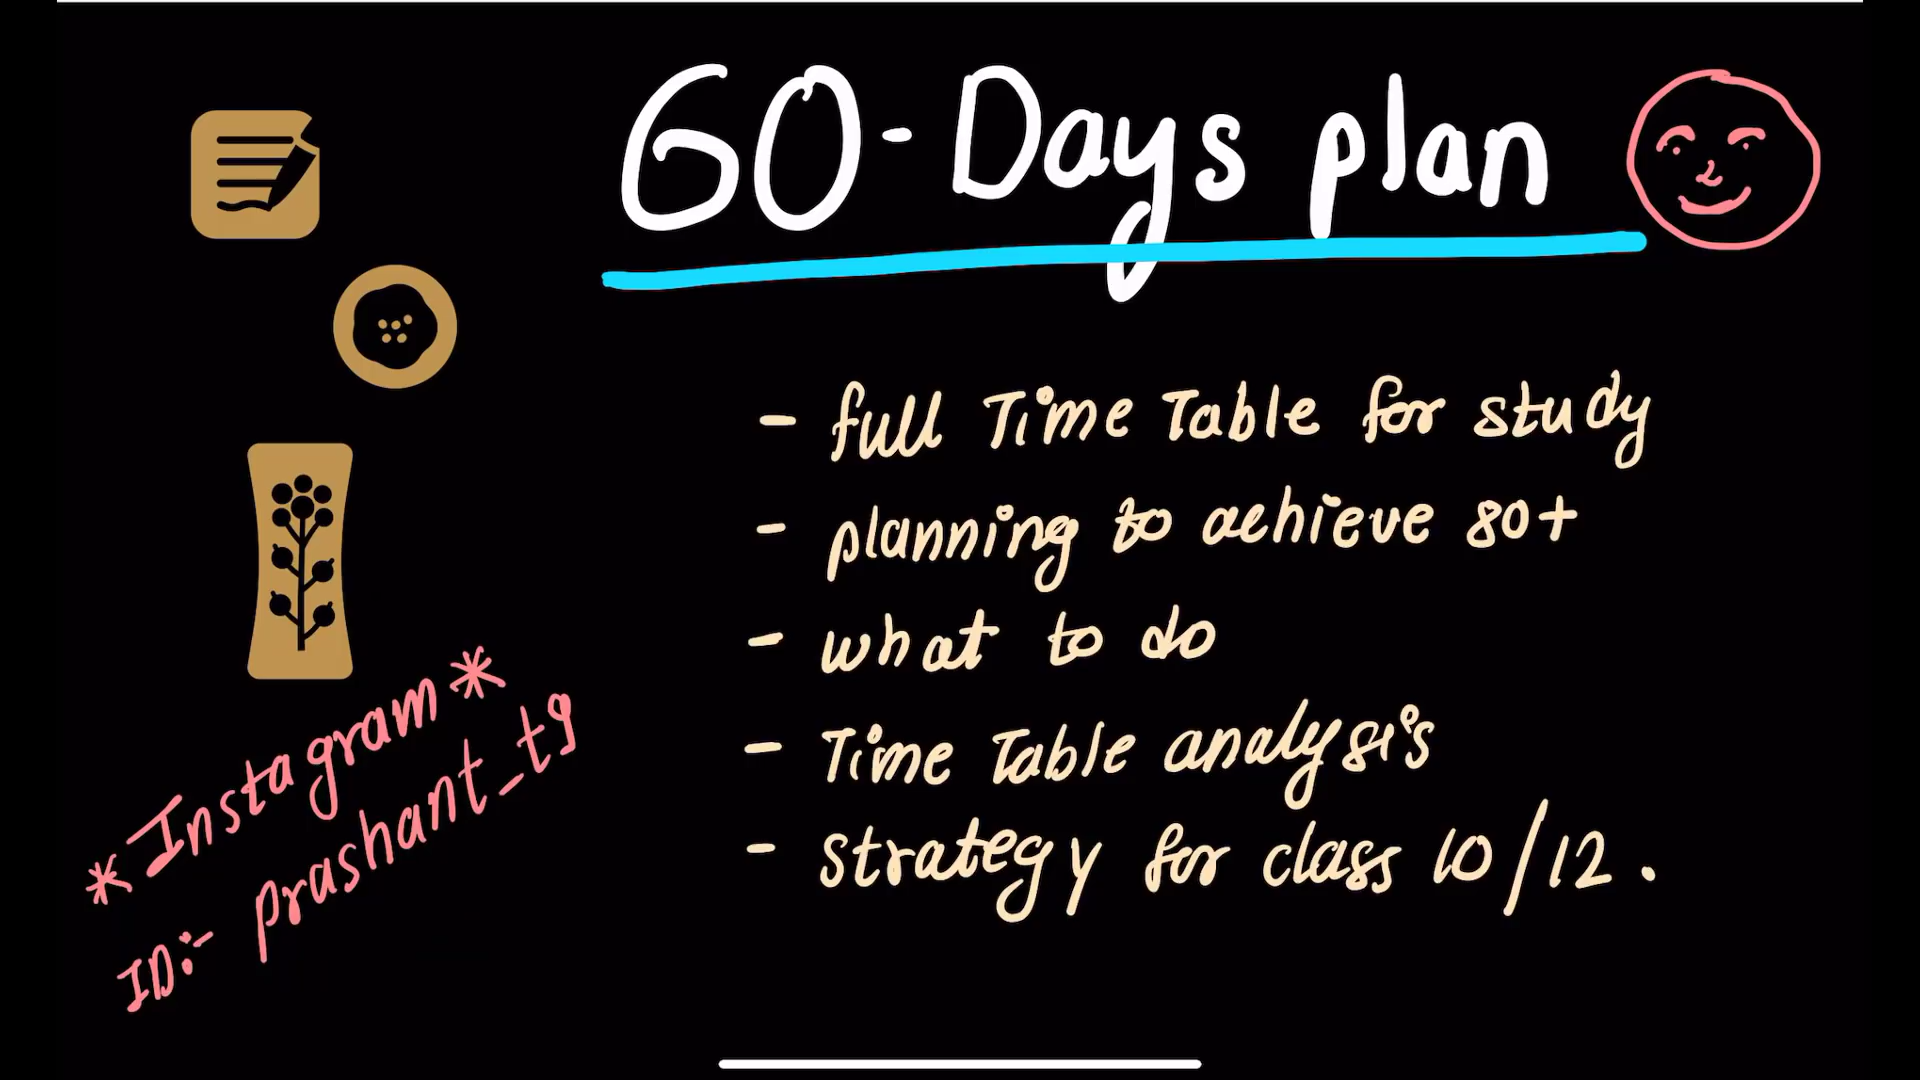 60-Days plan
- full Time Table for study
- planning to achieve 80+
- what to do
- Time Table analysis
- strategy for class 10/12.
*Instagram*
ID:- prashant_t9